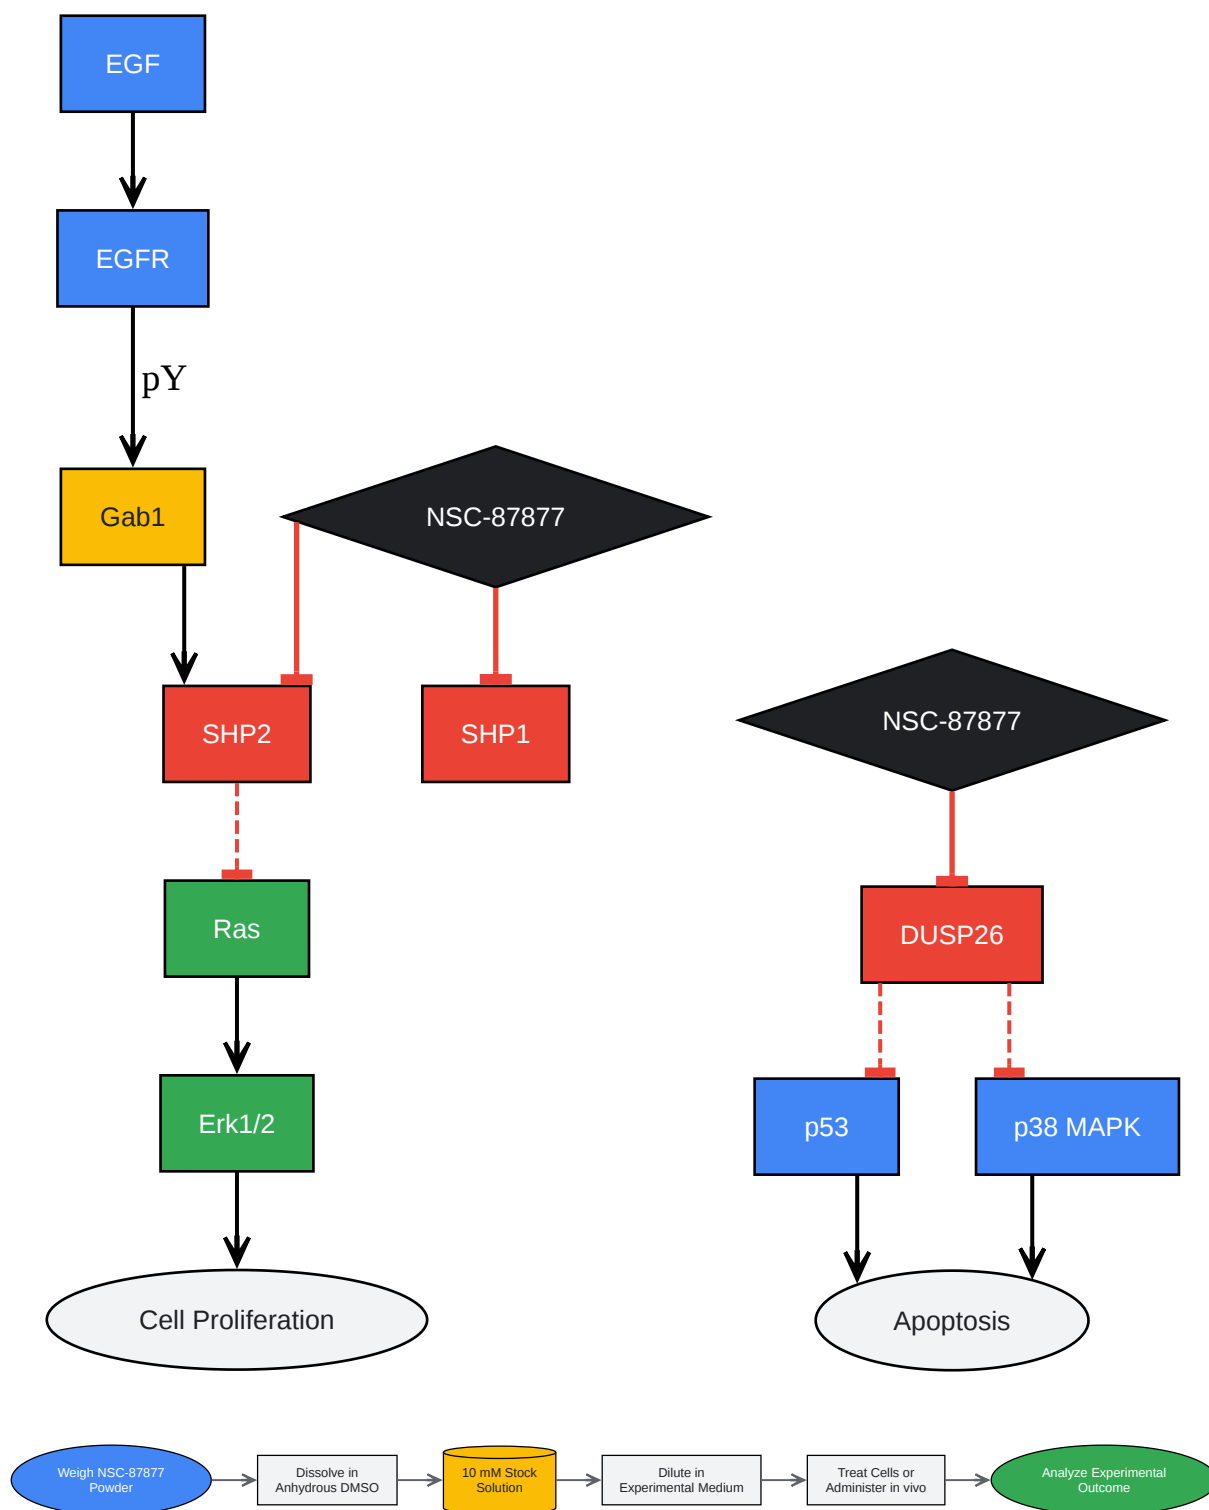 EGF
EGFR
pY
Gab1
NSC-87877
SHP2
SHP1
NSC-87877
Ras
DUSP26
Erk1/2
p53
p38 MAPK
Cell Proliferation
Apoptosis
Weigh NSC-87877
Powder
Dissolve in
Anhydrous DMSO
10 mM Stock
Solution
Dilute in
Experimental Medium
Treat Cells or
Administer in vivo
Analyze Experimental
Outcome